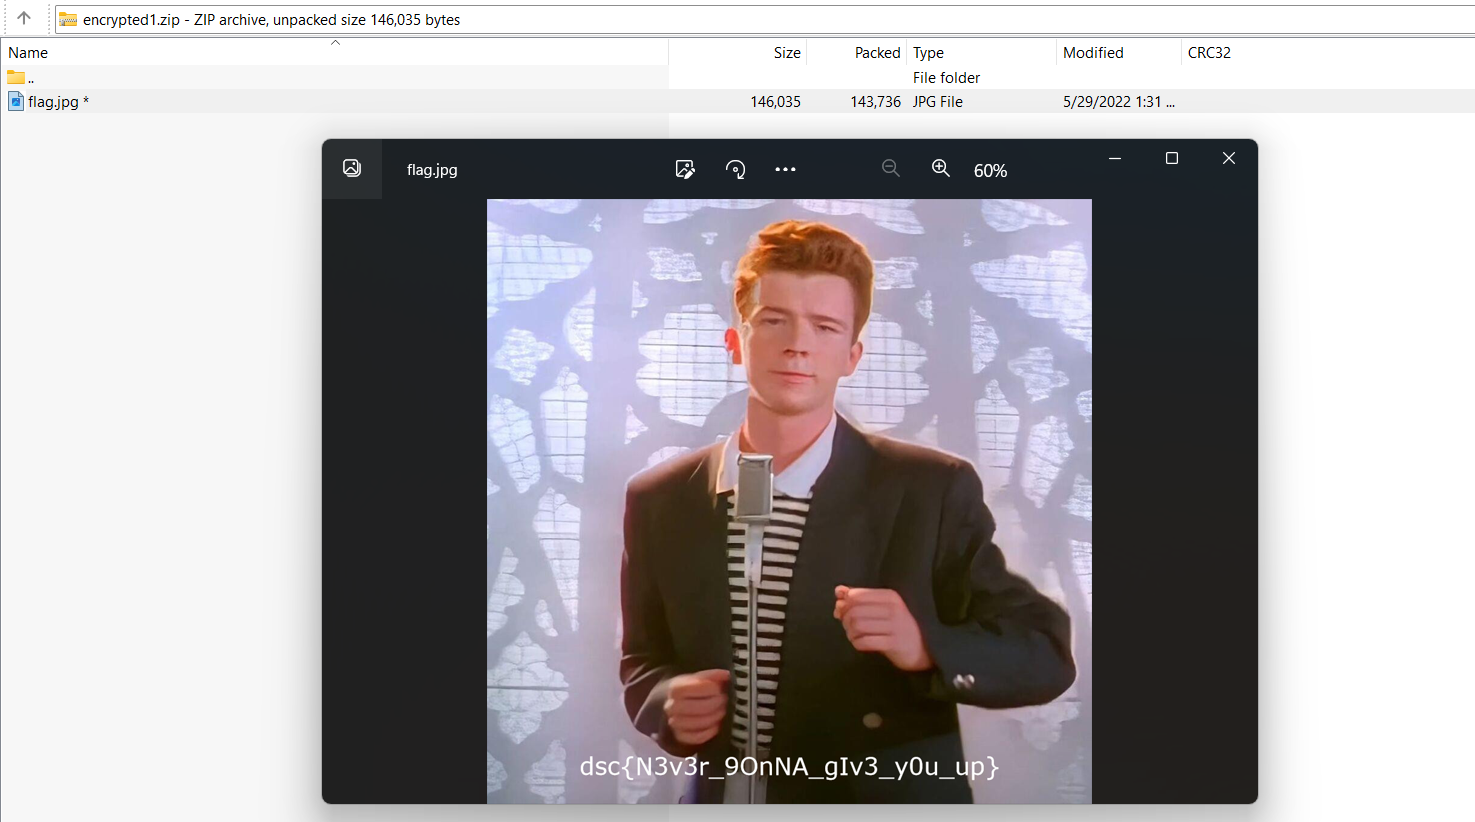 encrypted1.zip - ZIP archive, unpacked size 146,035 bytes
Name Size Packed Type Modified CRC32
.. File folder
flag.jpg * 146,035 143,736 JPG File 5/29/2022 1:31 ...
flag.jpg 60%
dsc{N3v3r_9OnNA_gIv3_y0u_up}